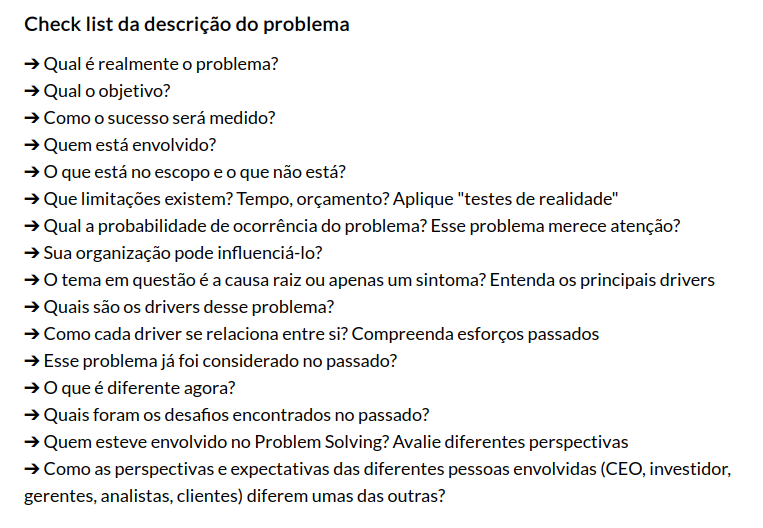 Check list da descrição do problema
➔ Qual é realmente o problema?
➔ Qual o objetivo?
➔ Como o sucesso será medido?
➔ Quem está envolvido?
➔ O que está no escopo e o que não está?
➔ Que limitações existem? Tempo, orçamento? Aplique "testes de realidade"
➔ Qual a probabilidade de ocorrência do problema? Esse problema merece atenção?
➔ Sua organização pode influenciá-lo?
➔ O tema em questão é a causa raiz ou apenas um sintoma? Entenda os principais drivers
➔ Quais são os drivers desse problema?
➔ Como cada driver se relaciona entre si? Compreenda esforços passados
➔ Esse problema já foi considerado no passado?
➔ O que é diferente agora?
➔ Quais foram os desafios encontrados no passado?
➔ Quem esteve envolvido no Problem Solving? Avalie diferentes perspectivas
➔ Como as perspectivas e expectativas das diferentes pessoas envolvidas (CEO, investidor,
gerentes, analistas, clientes) diferem umas das outras?